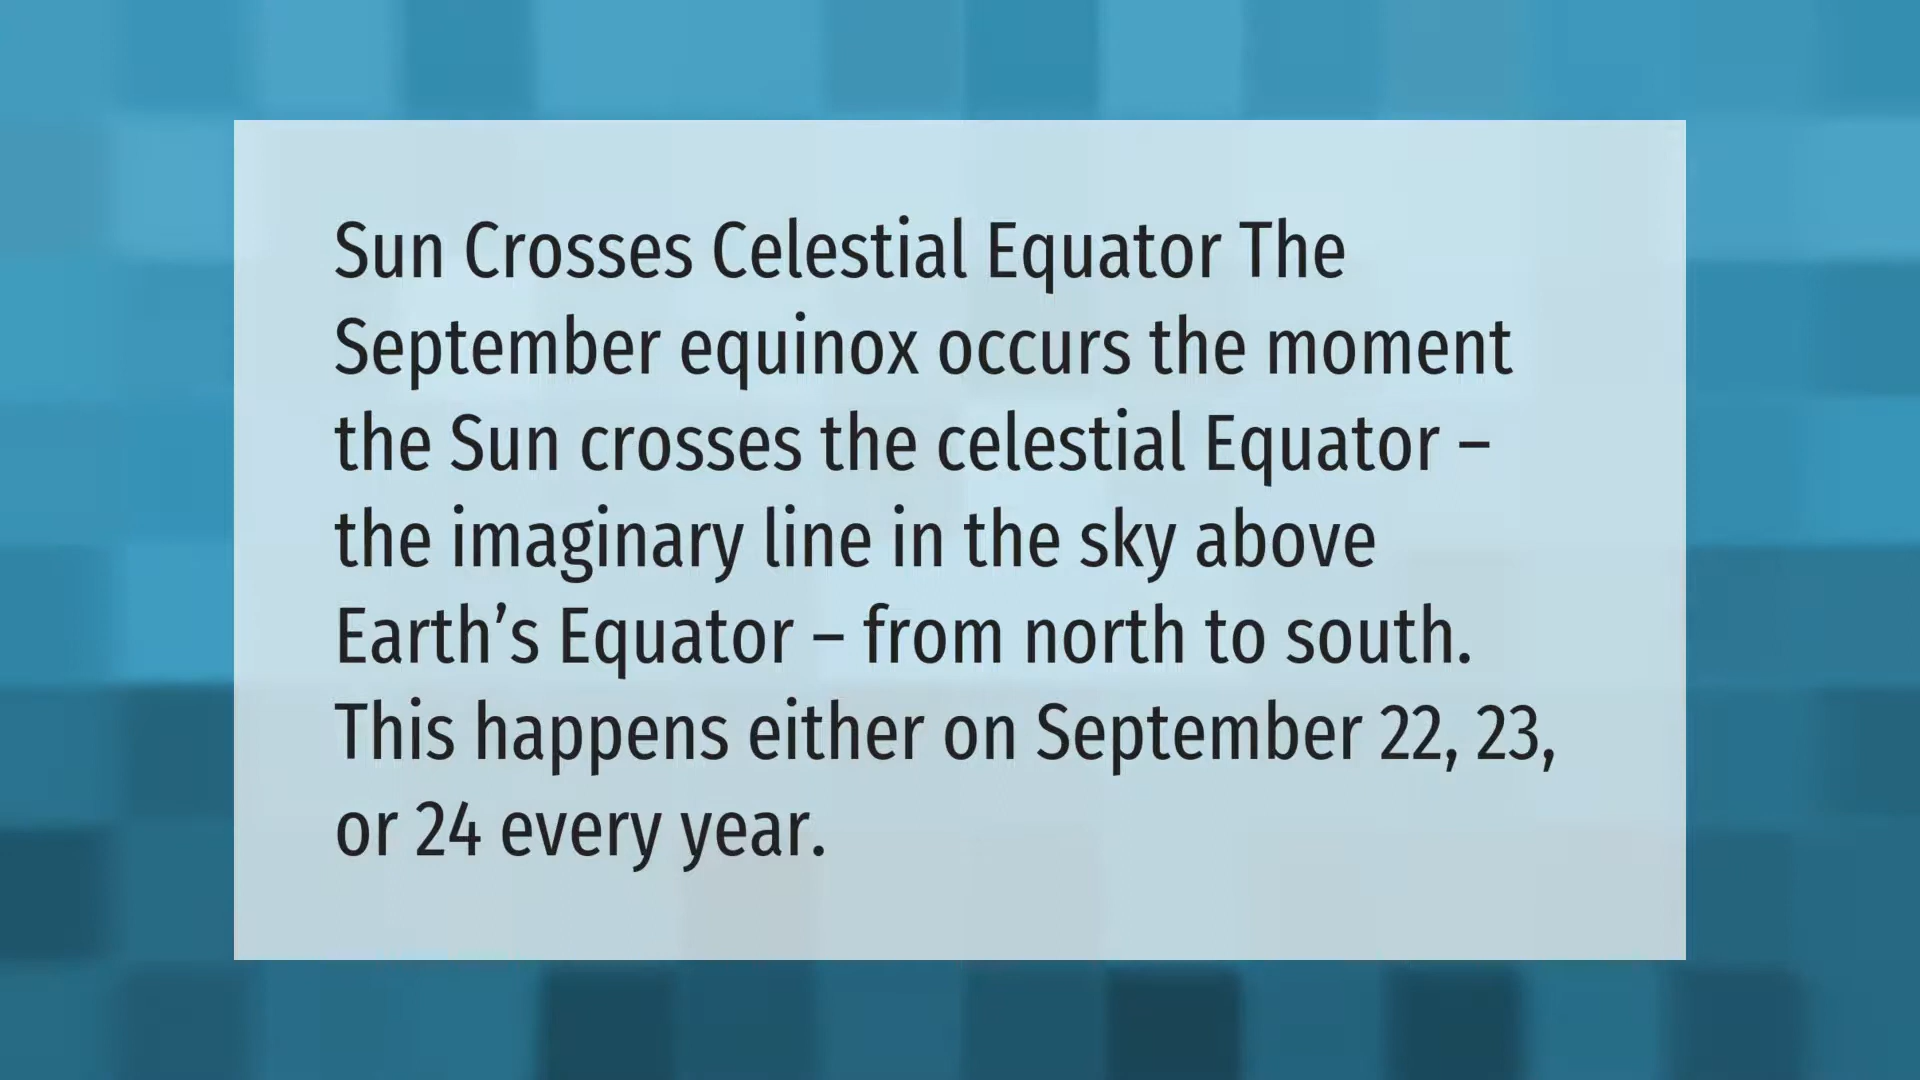 Sun Crosses Celestial Equator The
September equinox occurs the moment
the Sun crosses the celestial Equator –
the imaginary line in the sky above
Earth’s Equator – from north to south.
This happens either on September 22, 23,
or 24 every year.